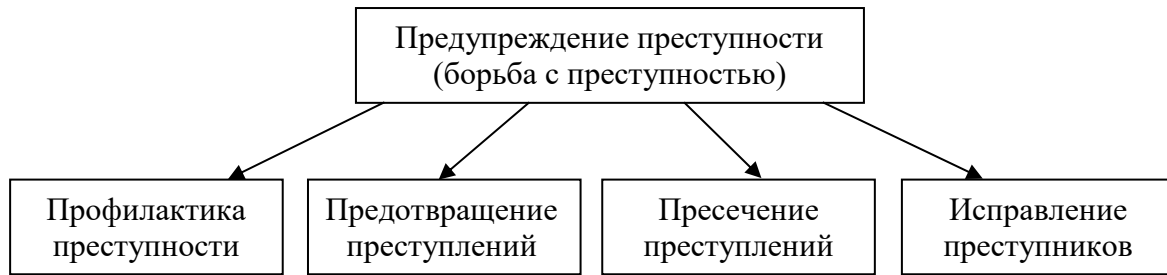 Предупреждение преступности
(борьба с преступностью)
Профилактика
преступности
Предотвращение
преступлений
Пресечение
преступлений
Исправление
преступников